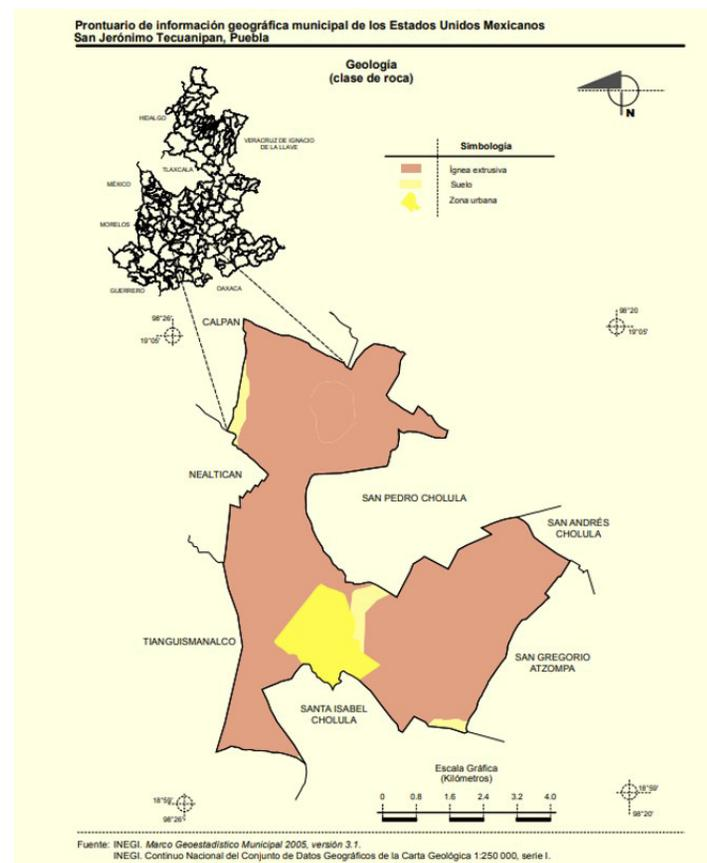 Prontuario de información geográfica municipal de los Estados Unidos Mexicanos
San Jerónimo Tecuanipan, Puebla
Geología
(clase de roca)
N
HIDALGO
VERACRUZ DE IGNACIO
DE LA LLAVE
TLAXCALA
MÉXICO
MORELOS
GUERRERO
OAXACA
Simbología
Ígnea extrusiva
Suelo
Zona urbana
98°26'
19°05'
CALPAN
98°20
19°05'
NEALTICAN
SAN PEDRO CHOLULA
SAN ANDRÉS
CHOLULA
TIANGUISMANALCO
SAN GREGORIO
ATZOMPA
SANTA ISABEL
CHOLULA
Escala Gráfica
(Kilómetros)
0 0.8 1.6 2.4 3.2 4.0
18°59'
98°26'
18°59'
98°20'
Fuente: INEGI. Marco Geoestadístico Municipal 2005, versión 3.1.
INEGI. Continuo Nacional del Conjunto de Datos Geográficos de la Carta Geológica 1:250 000, serie I.